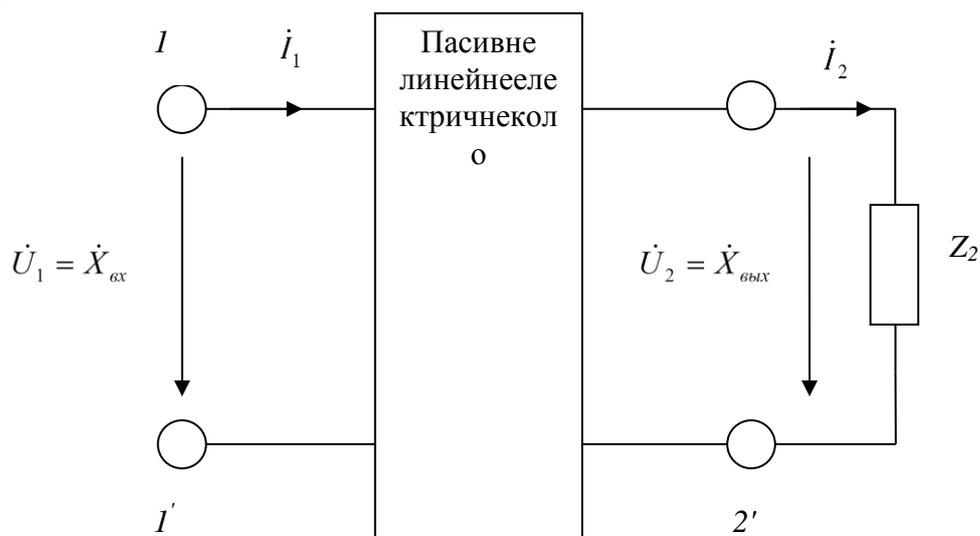 1
İ₁
Пасивне
линейнееле
ктричнекол
о
İ₂
U̇₁ = Ẋвх
U̇₂ = Ẋвых
Z₂
1'
2'